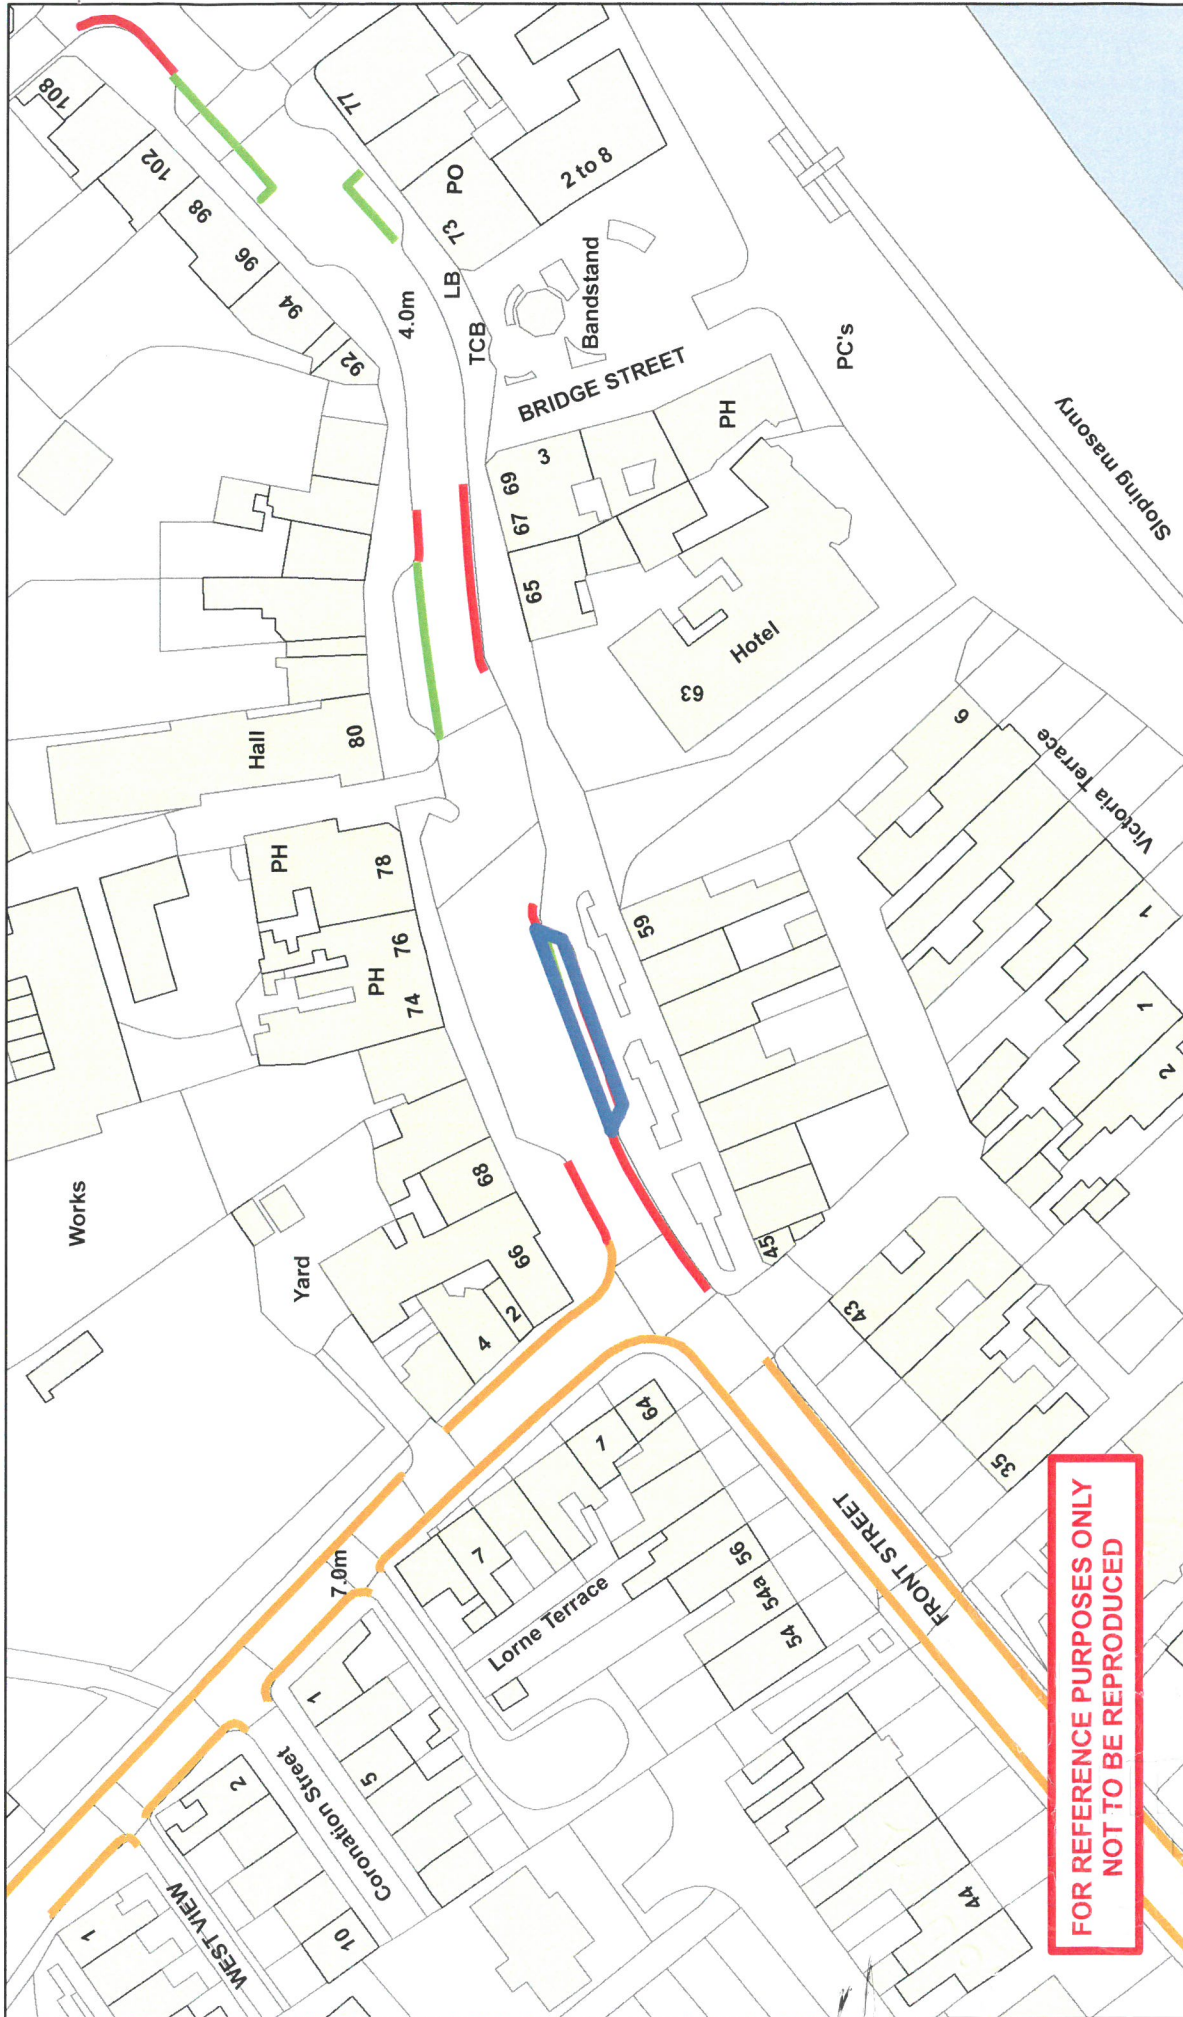 108
102
98
96
94
92
77
PO
73
2 to 8
LB
TCB
4.0m
Bandstand
BRIDGE STREET
PC's
PH
3
69
67
65
Sloping masonry
Hotel
63
Hall
80
PH
78
76
PH
74
59
6
Victoria Terrace
1
1
2
Works
68
Yard
66
2
4
45
43
35
64
1
7
7.0m
Lorne Terrace
56
54a
54
FRONT STREET
1
5
Coronation Street
2
10
WEST VIEW
1
44
FOR REFERENCE PURPOSES ONLY
NOT TO BE REPRODUCED